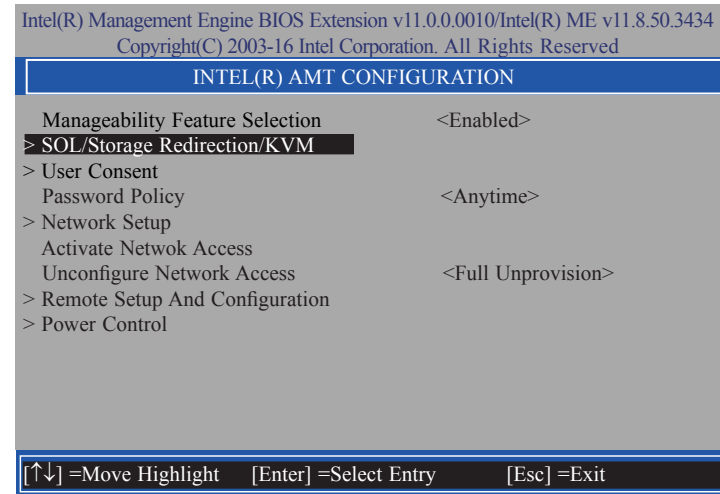 Intel(R) Management Engine BIOS Extension v11.0.0.0010/Intel(R) ME v11.8.50.3434
Copyright(C) 2003-16 Intel Corporation. All Rights Reserved
INTEL(R) AMT CONFIGURATION
Manageability Feature Selection <Enabled>
> SOL/Storage Redirection/KVM
> User Consent
Password Policy <Anytime>
> Network Setup
Activate Netwok Access
Unconfigure Network Access <Full Unprovision>
> Remote Setup And Configuration
> Power Control
[↑↓] =Move Highlight [Enter] =Select Entry [Esc] =Exit